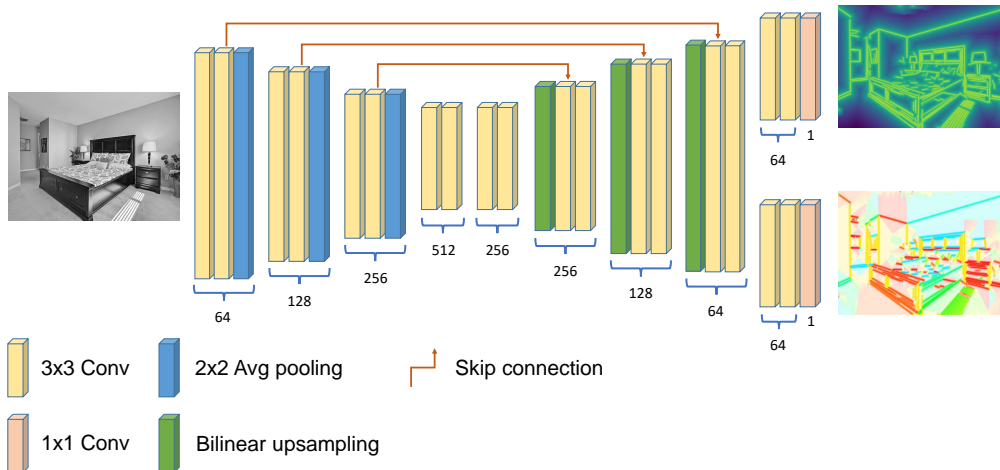 64
128
256
512
256
256
128
64
64
1
64
1
3x3 Conv
2x2 Avg pooling
Skip connection
1x1 Conv
Bilinear upsampling